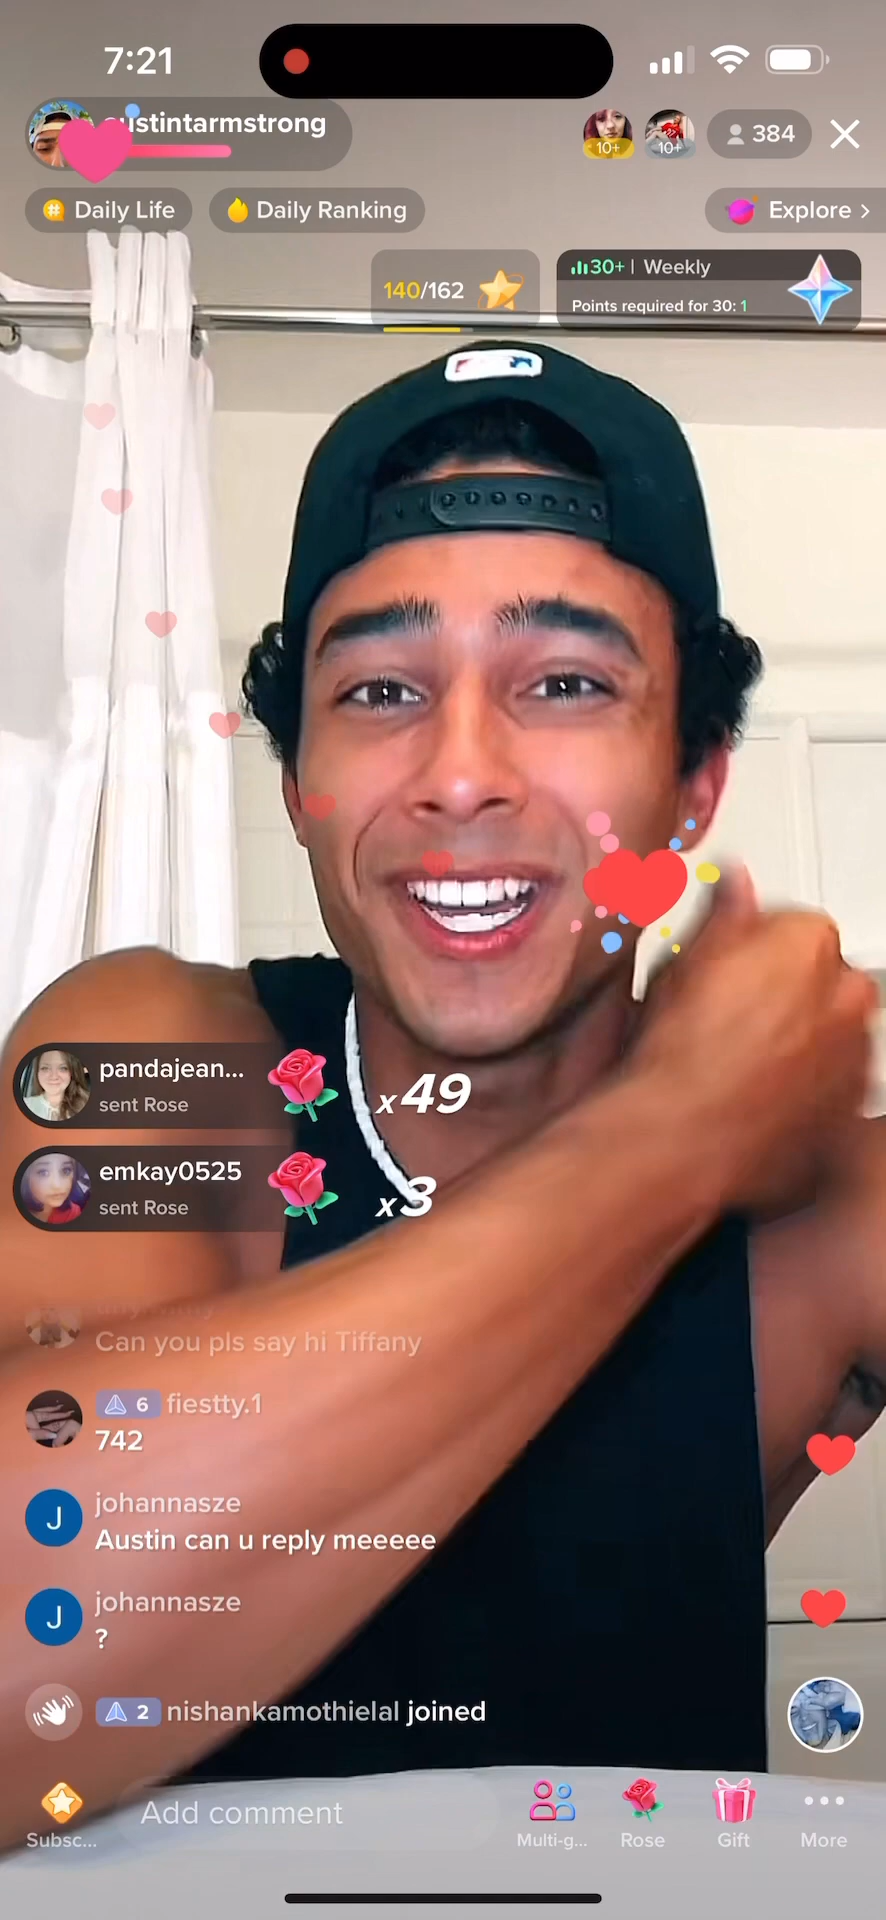 7:21
ustintarmstrong
10+
10+
384
Daily Life
Daily Ranking
Explore >
140/162
30+ | Weekly
Points required for 30: 1
pandajean...
sent Rose
x49
emkay0525
sent Rose
x3
Can you pls say hi Tiffany
6 fiestty.1
742
J
johannasze
Austin can u reply meeeee
J
johannasze
?
2 nishankamothielal joined
Subsc...
Add comment
Multi-g...
Rose
Gift
More